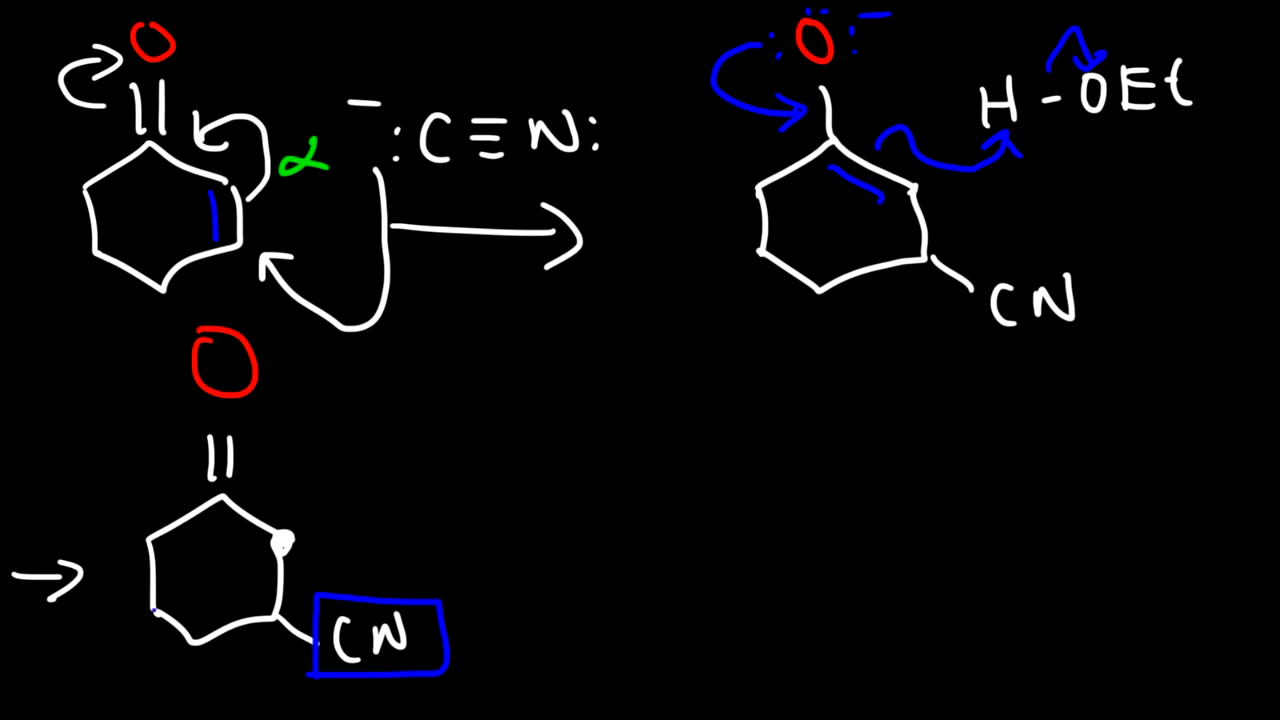 O
α
− :C≡N:
:Ö: −
H-OEt
CN
O
CN